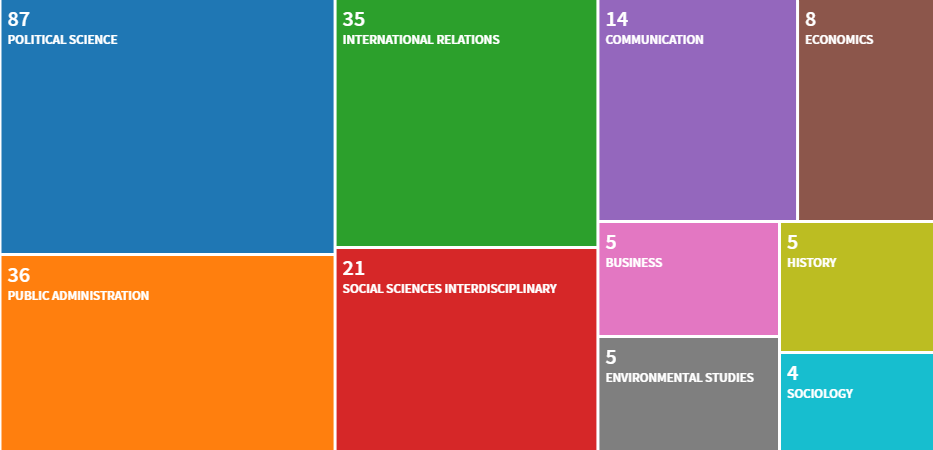 87
POLITICAL SCIENCE
36
PUBLIC ADMINISTRATION
35
INTERNATIONAL RELATIONS
21
SOCIAL SCIENCES INTERDISCIPLINARY
14
COMMUNICATION
8
ECONOMICS
5
BUSINESS
5
ENVIRONMENTAL STUDIES
5
HISTORY
4
SOCIOLOGY